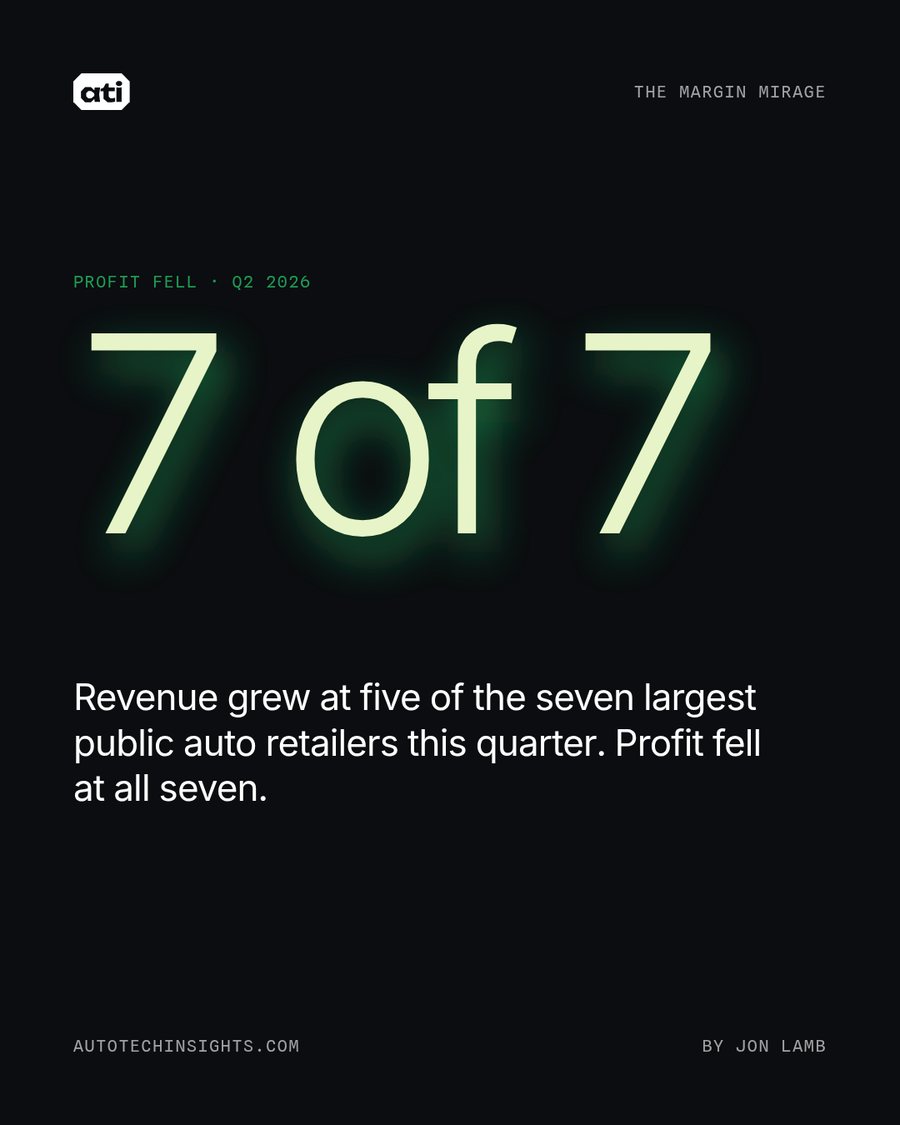 ati
THE MARGIN MIRAGE
PROFIT FELL · Q2 2026
7 of 7
Revenue grew at five of the seven largest
public auto retailers this quarter. Profit fell
at all seven.
AUTOTECHINSIGHTS.COM
BY JON LAMB